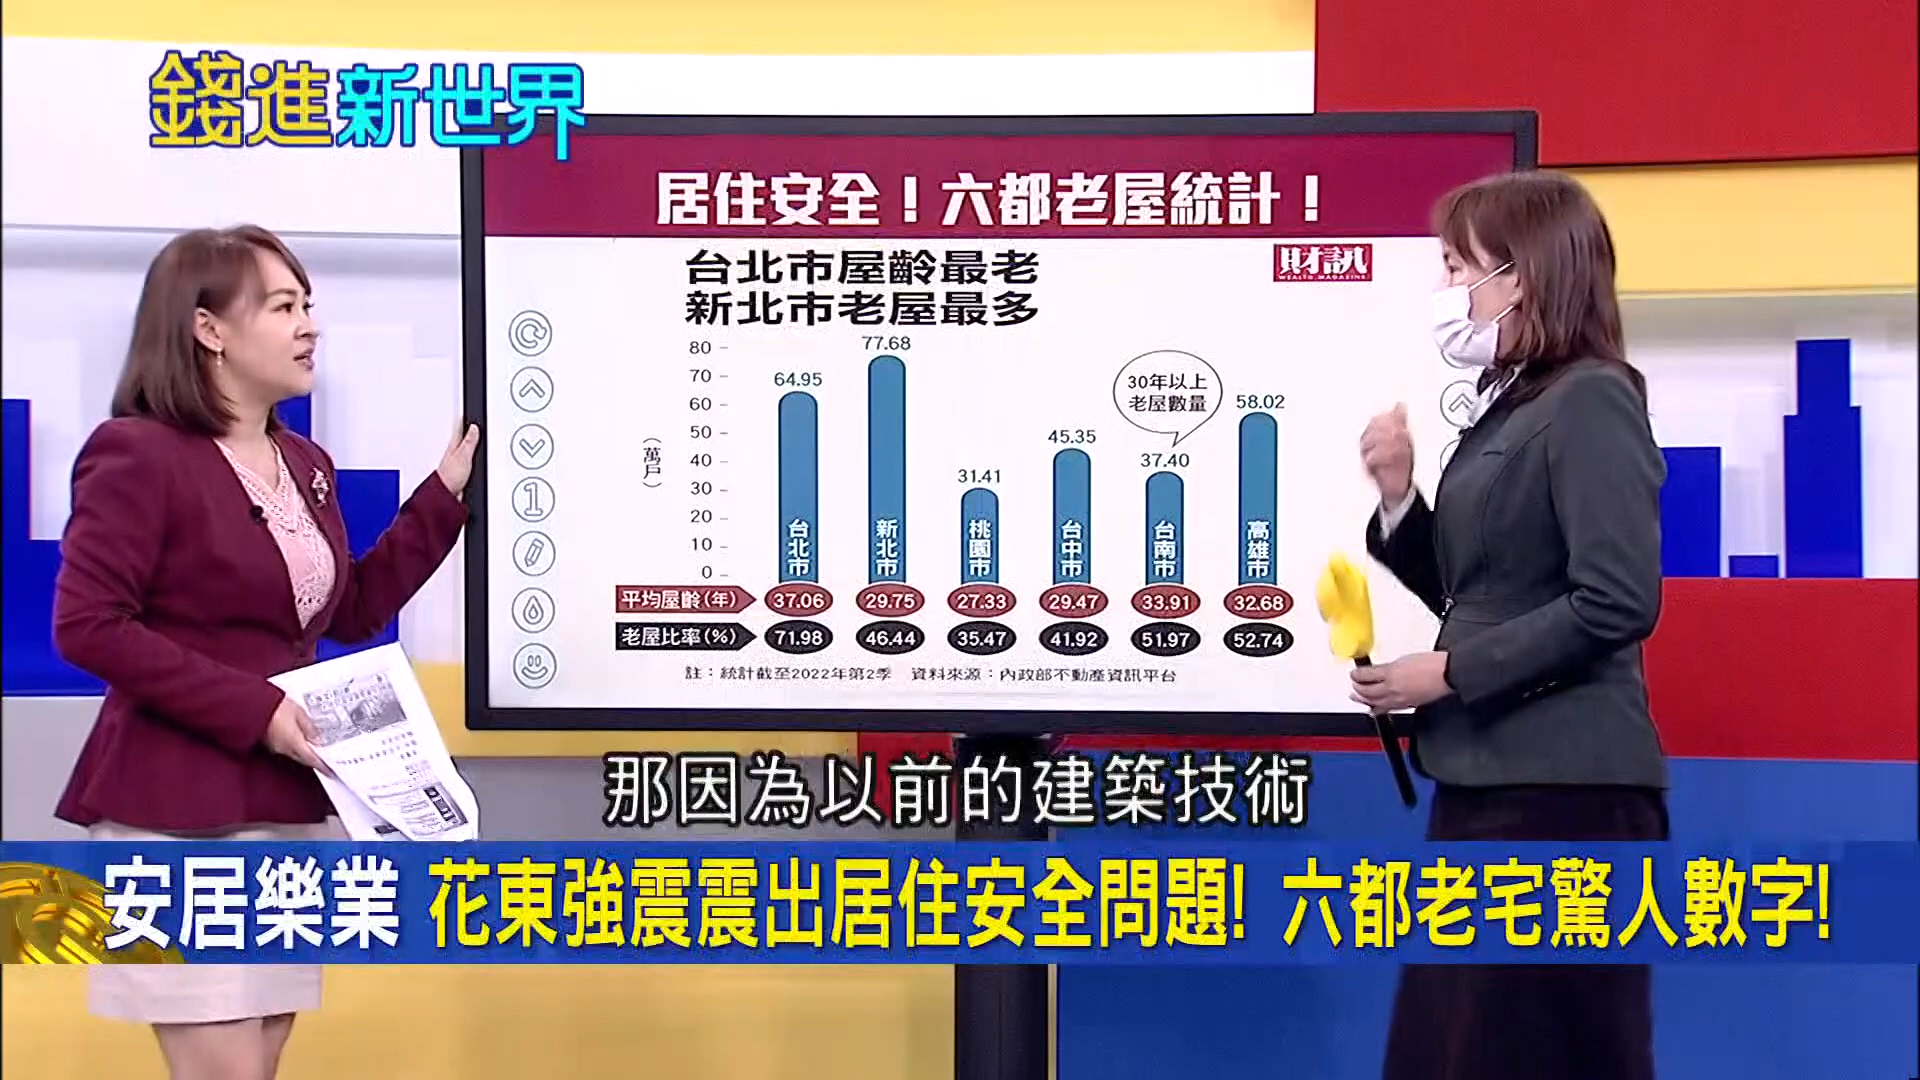 錢進新世界
居住安全！六都老屋統計！
台北市屋齡最老
新北市老屋最多
財訊
WEALTH MAGAZINE
（萬戶）
80
70
60
50
40
30
20
10
0
64.95
77.68
31.41
45.35
37.40
58.02
30年以上
老屋數量
台北市
新北市
桃園市
台中市
台南市
高雄市
平均屋齡(年) 37.06 29.75 27.33 29.47 33.91 32.68
老屋比率(%) 71.98 46.44 35.47 41.92 51.97 52.74
註：統計截至2022年第2季 資料來源：內政部不動產資訊平台
1
那因為以前的建築技術
安居樂業 花東強震震出居住安全問題! 六都老宅驚人數字!